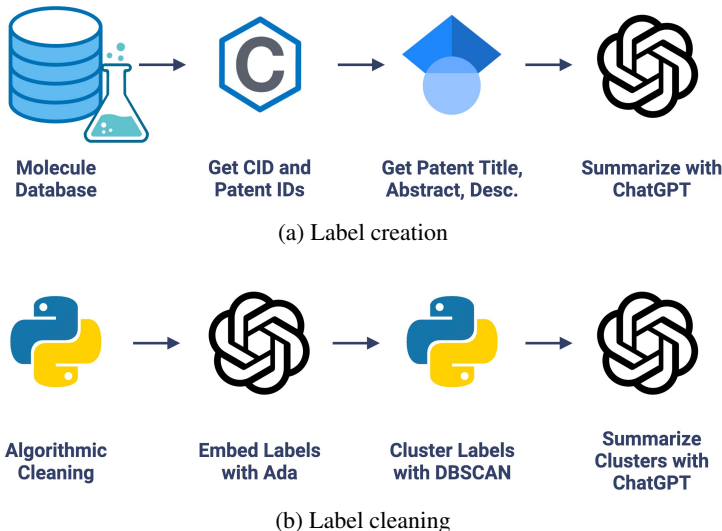 Molecule
Database
Get CID and
Patent IDs
Get Patent Title,
Abstract, Desc.
Summarize with
ChatGPT
(a) Label creation
Algorithmic
Cleaning
Embed Labels
with Ada
Cluster Labels
with DBSCAN
Summarize
Clusters with
ChatGPT
(b) Label cleaning